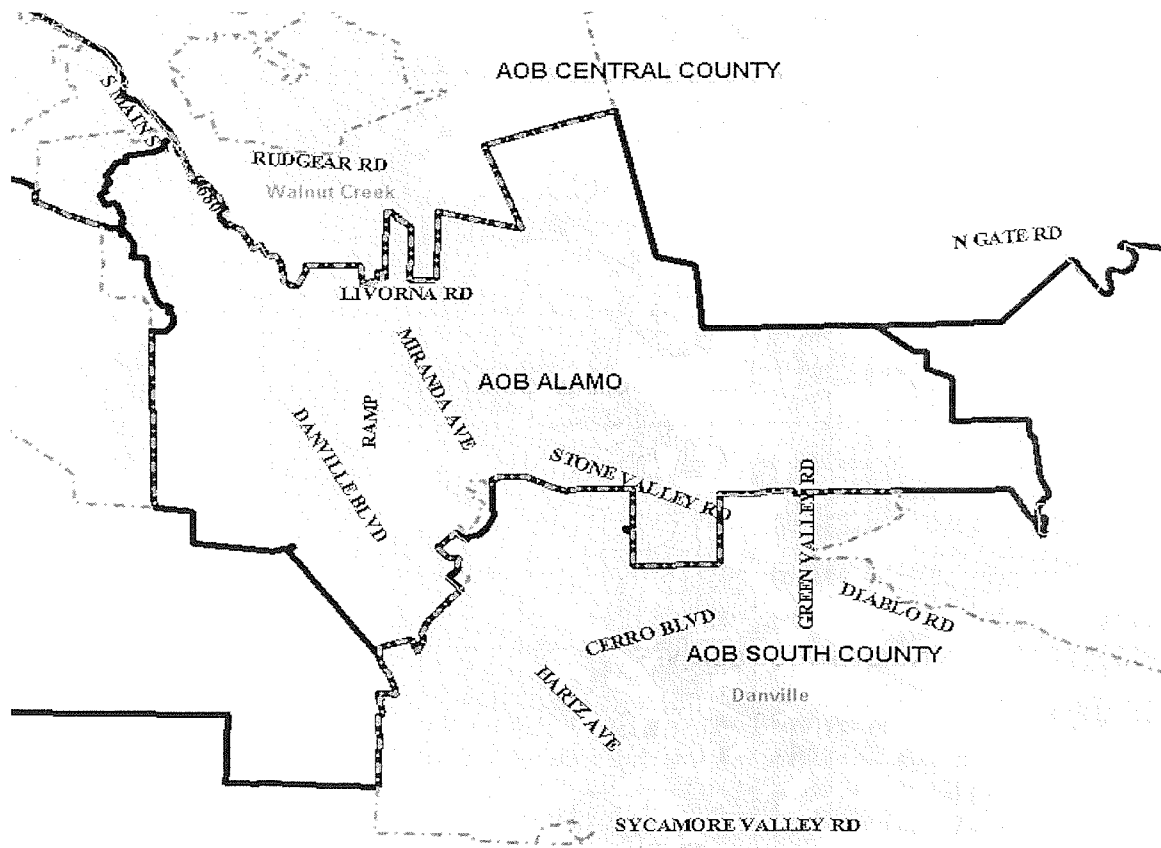 AOB CENTRAL COUNTY
S MAIN S
RUDGEAR RD
Walnut Creek
I680
N GATE RD
LIVORNA RD
MIRANDA AVE
AOB ALAMO
RAMP
DANVILLE BLVD
STONE VALLEY RD
GREEN VALLEY RD
DIABLO RD
CERRO BLVD
AOB SOUTH COUNTY
HARTZ AVE
Danville
SYCAMORE VALLEY RD